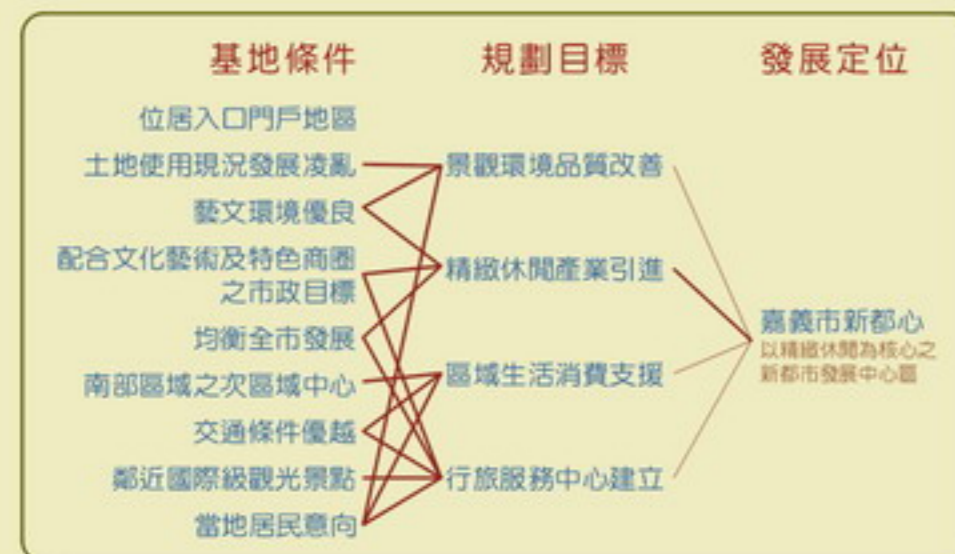 基地條件
規劃目標
發展定位
位居入口門戶地區
土地使用現況發展凌亂
藝文環境優良
配合文化藝術及特色商圈
之市政目標
均衡全市發展
南部區域之次區域中心
交通條件優越
鄰近國際級觀光景點
當地居民意向
景觀環境品質改善
精緻休閒產業引進
區域生活消費支援
行旅服務中心建立
嘉義市新都心
以精緻休閒為核心之
新都市發展中心區